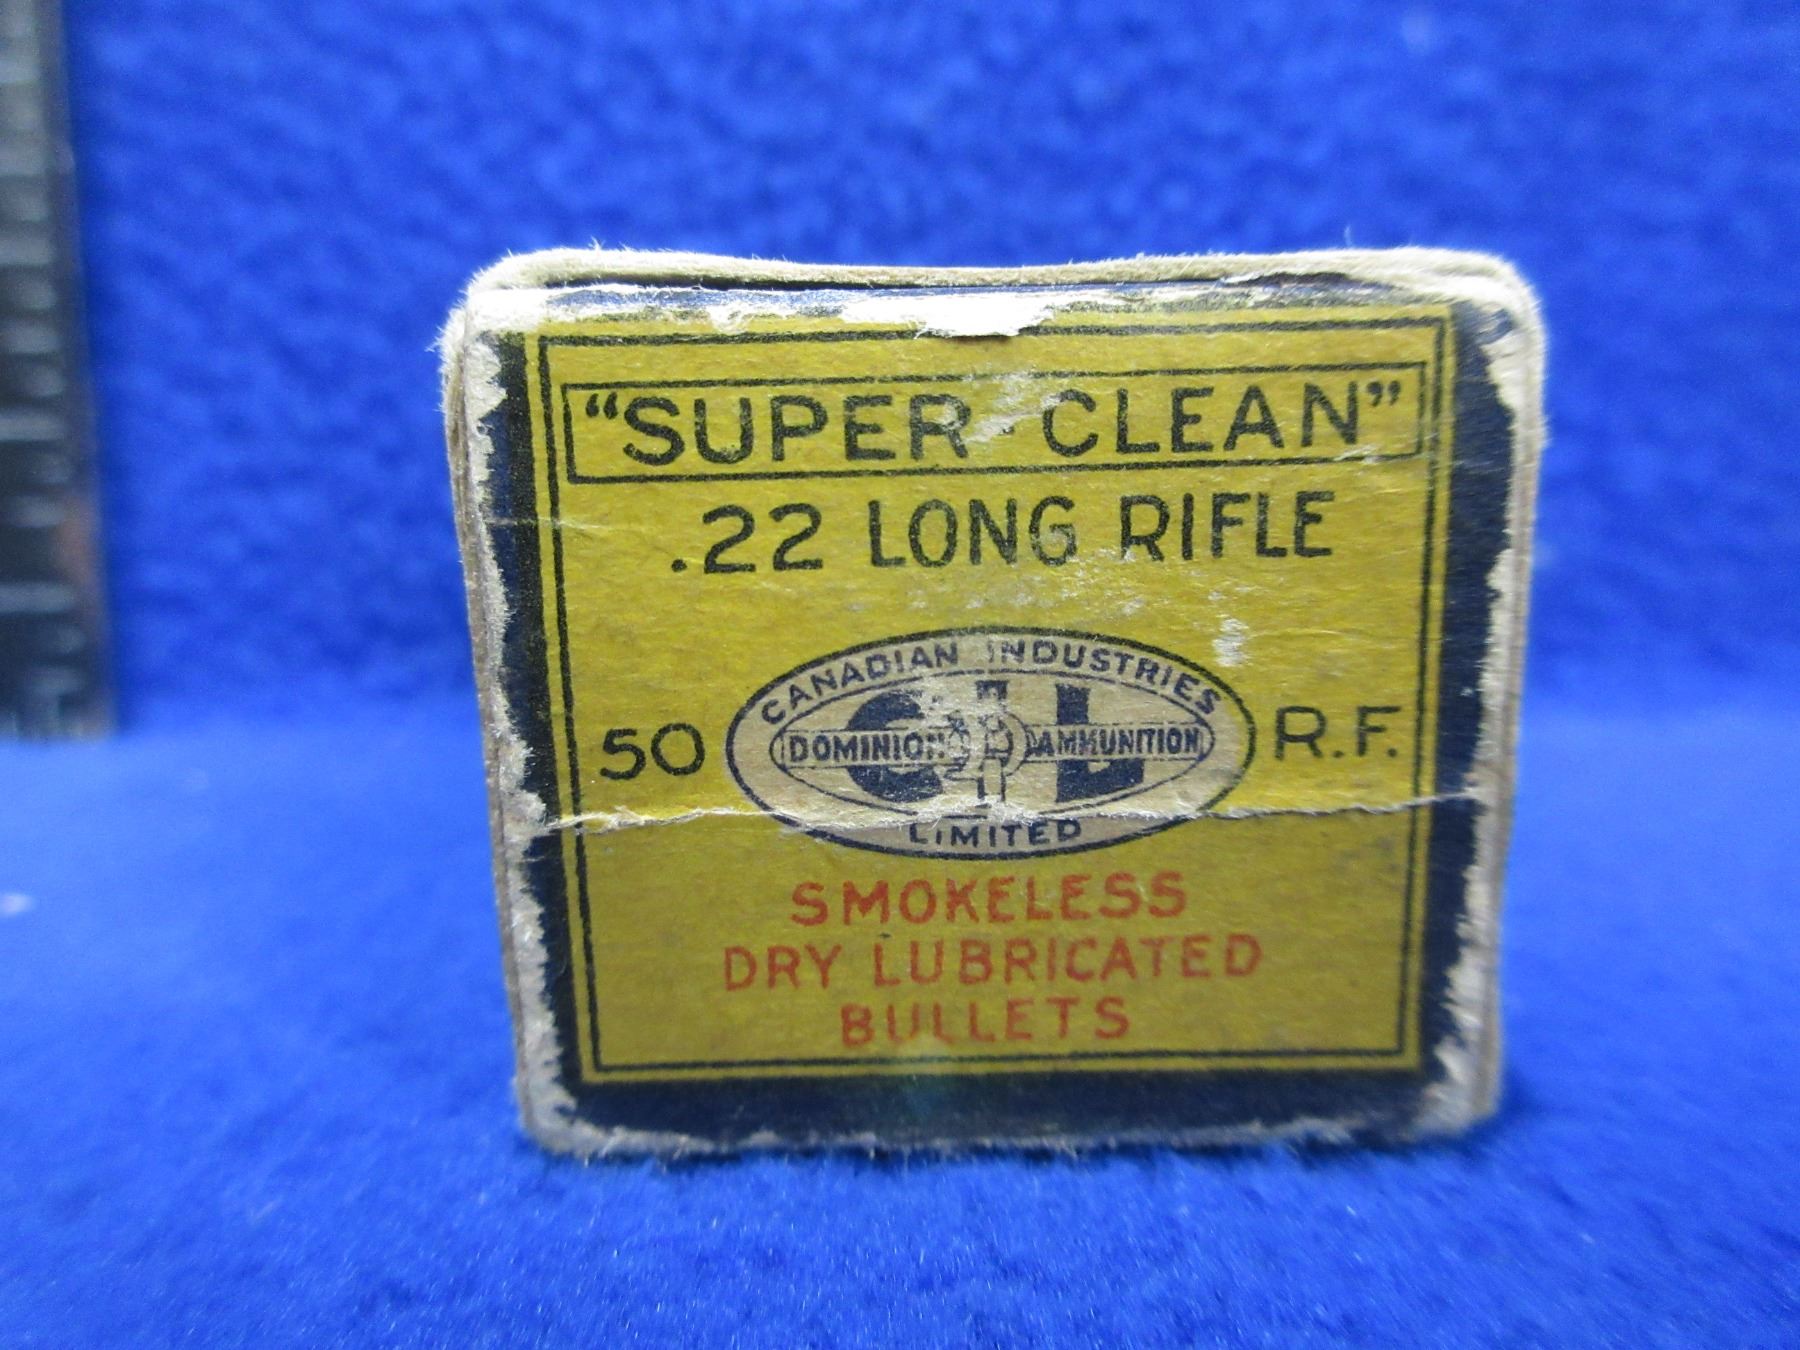 “SUPER CLEAN”
.22 LONG RIFLE
CANADIAN INDUSTRIES
50 C-I-L R.F.
DOMINION AMMUNITION
LIMITED
SMOKELESS
DRY LUBRICATED
BULLETS